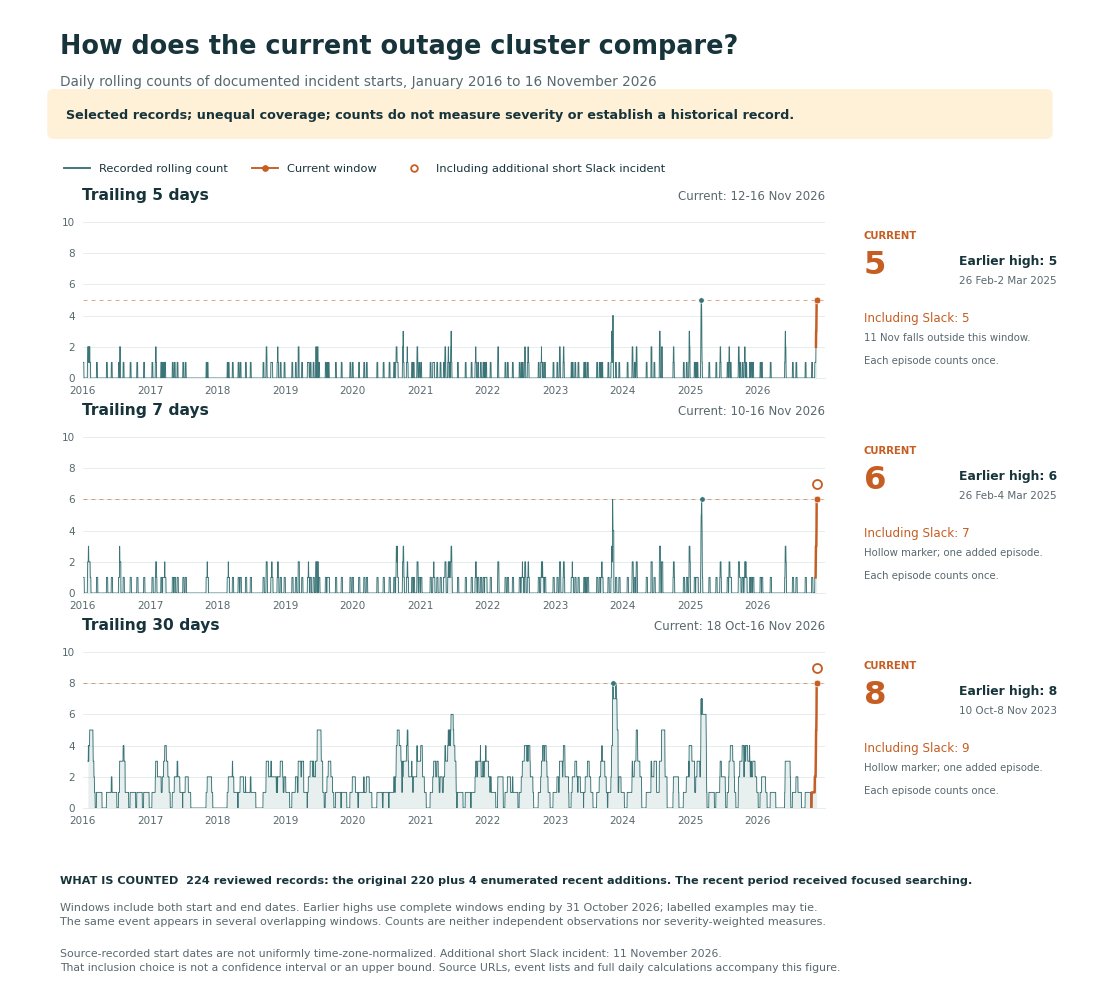 How does the current outage cluster compare?
Daily rolling counts of documented incident starts, January 2016 to 16 November 2026
Selected records; unequal coverage; counts do not measure severity or establish a historical record.
Recorded rolling count Current window Including additional short Slack incident
Trailing 5 days Current: 12-16 Nov 2026
10
8
6
4
2
0
2016 2017 2018 2019 2020 2021 2022 2023 2024 2025 2026
CURRENT
5 Earlier high: 5
26 Feb-2 Mar 2025
Including Slack: 5
11 Nov falls outside this window.
Each episode counts once.
Trailing 7 days Current: 10-16 Nov 2026
10
8
6
4
2
0
2016 2017 2018 2019 2020 2021 2022 2023 2024 2025 2026
CURRENT
6 Earlier high: 6
26 Feb-4 Mar 2025
Including Slack: 7
Hollow marker; one added episode.
Each episode counts once.
Trailing 30 days Current: 18 Oct-16 Nov 2026
10
8
6
4
2
0
2016 2017 2018 2019 2020 2021 2022 2023 2024 2025 2026
CURRENT
8 Earlier high: 8
10 Oct-8 Nov 2023
Including Slack: 9
Hollow marker; one added episode.
Each episode counts once.
WHAT IS COUNTED 224 reviewed records: the original 220 plus 4 enumerated recent additions. The recent period received focused searching.
Windows include both start and end dates. Earlier highs use complete windows ending by 31 October 2026; labelled examples may tie.
The same event appears in several overlapping windows. Counts are neither independent observations nor severity-weighted measures.
Source-recorded start dates are not uniformly time-zone-normalized. Additional short Slack incident: 11 November 2026.
That inclusion choice is not a confidence interval or an upper bound. Source URLs, event lists and full daily calculations accompany this figure.